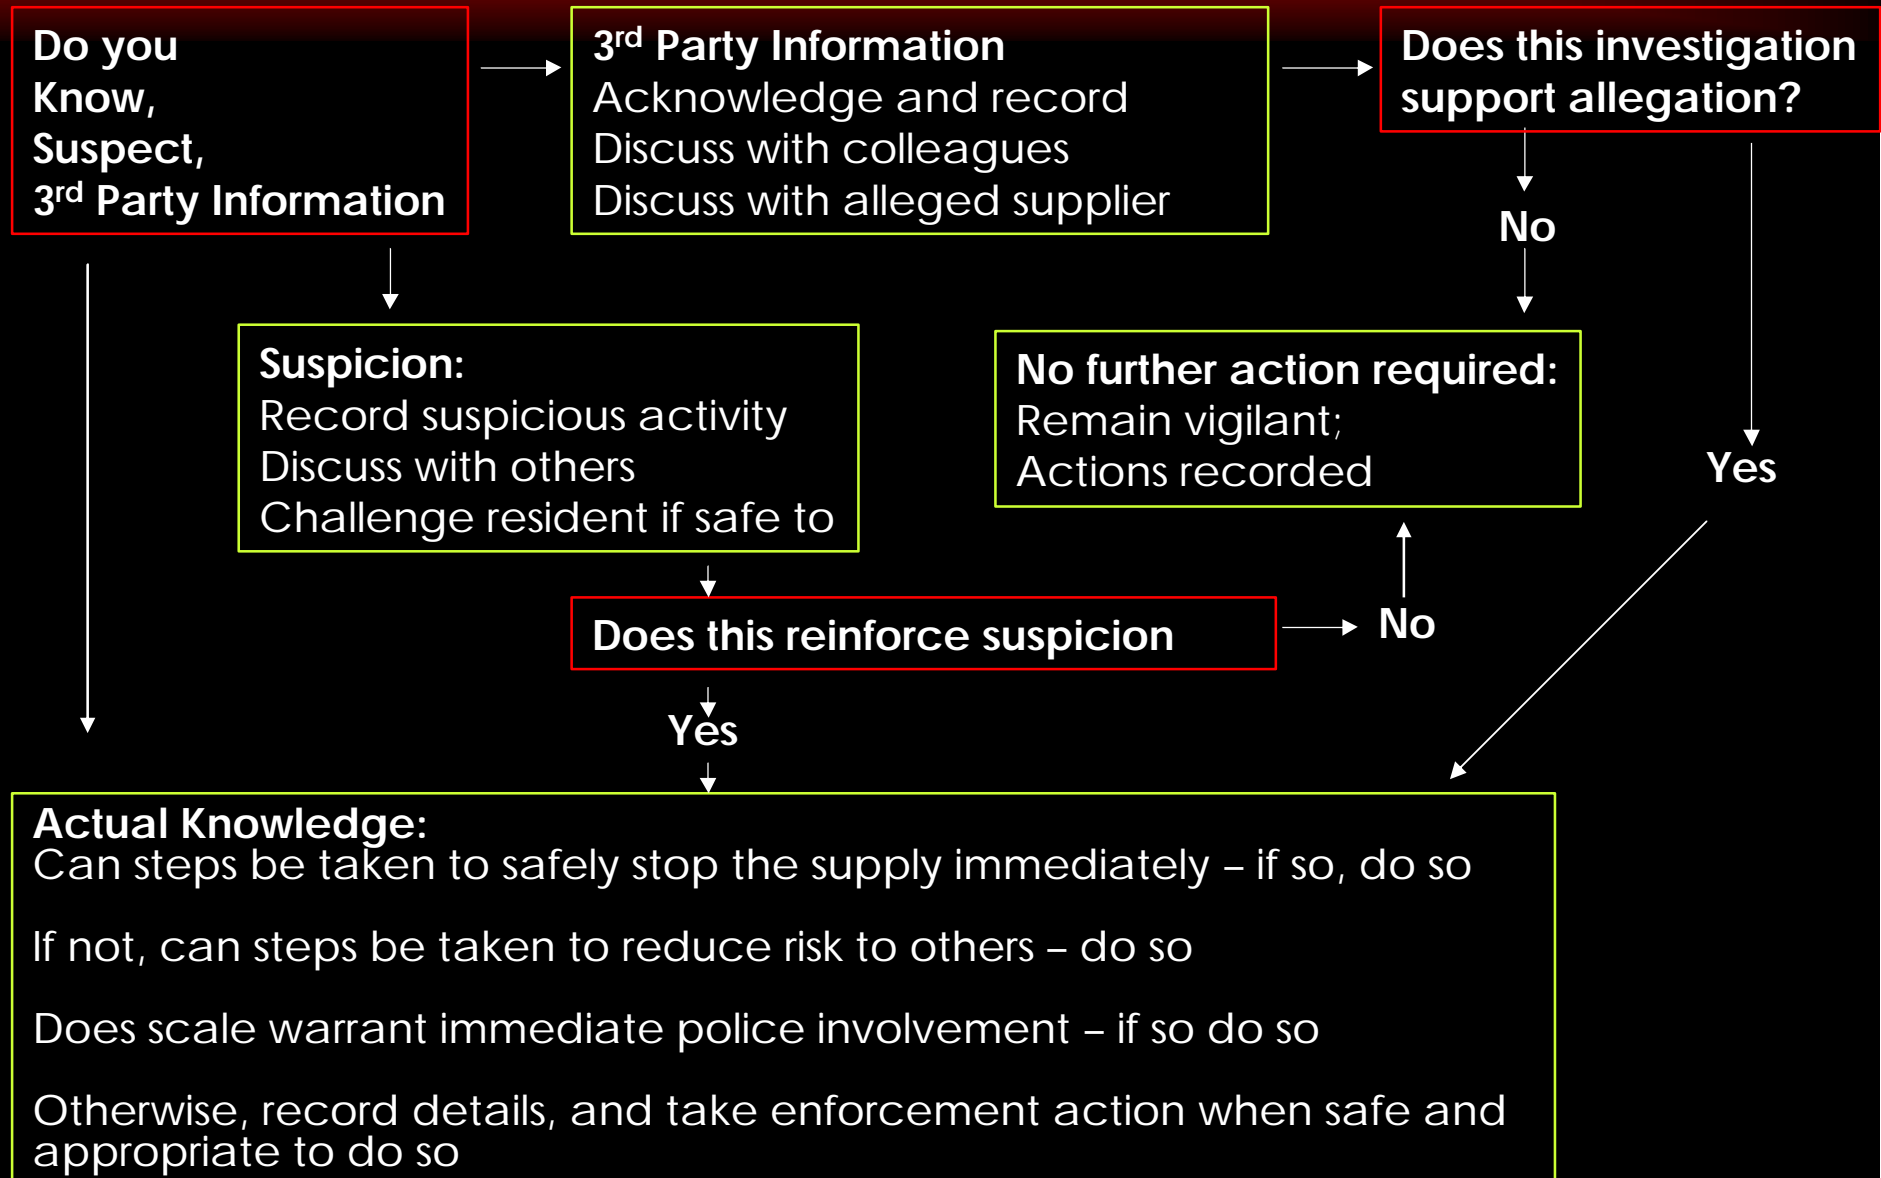 Do you
Know,
Suspect,
3rd Party Information
3rd Party Information
Acknowledge and record
Discuss with colleagues
Discuss with alleged supplier
Does this investigation
support allegation?
No
Yes
Suspicion:
Record suspicious activity
Discuss with others
Challenge resident if safe to
No further action required:
Remain vigilant;
Actions recorded
Does this reinforce suspicion
No
Yes
Actual Knowledge:
Can steps be taken to safely stop the supply immediately – if so, do so
If not, can steps be taken to reduce risk to others – do so
Does scale warrant immediate police involvement – if so do so
Otherwise, record details, and take enforcement action when safe and
appropriate to do so